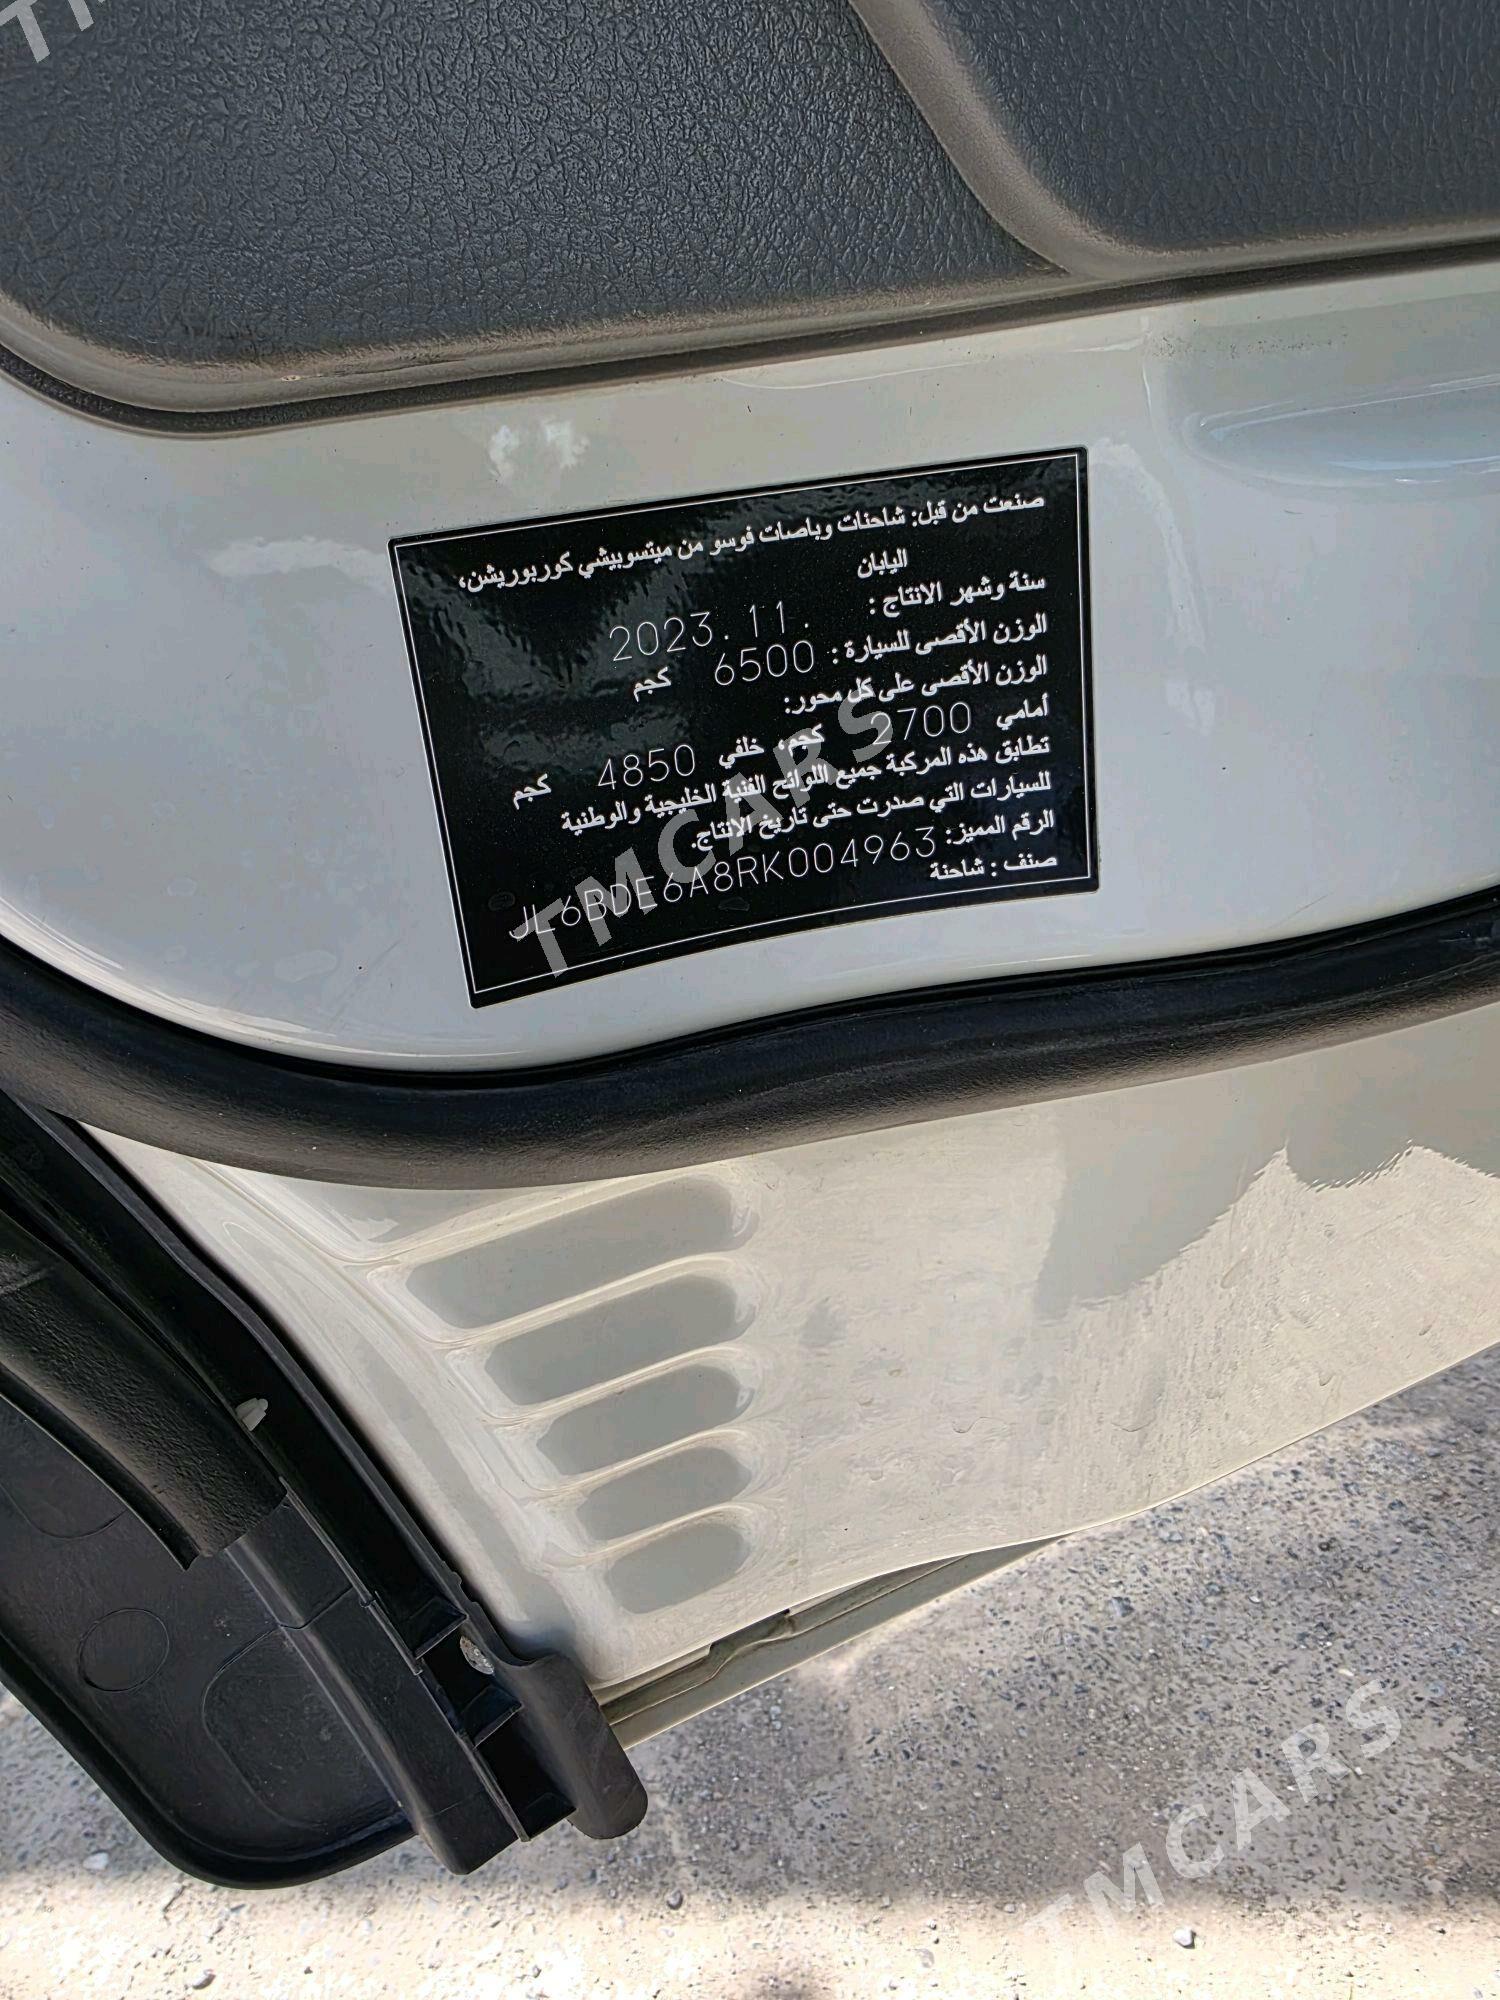 صنعت من قبل: شاحنات وباصات فوسو من ميتسوبيشي كوربوريشن،
اليابان
سنة وشهر الانتاج : 2023.11.
الوزن الأقصى للسيارة : 6500 كجم
الوزن الأقصى على كل محور:
أمامي 2700 كجم، خلفي 4850 كجم
تطابق هذه المركبة جميع اللوائح الفنية الخليجية والوطنية
للسيارات التي صدرت حتى تاريخ الانتاج.
الرقم المميز: JL6BDE6A8RK004963
صنف : شاحنة
TMCARS
TMCARS